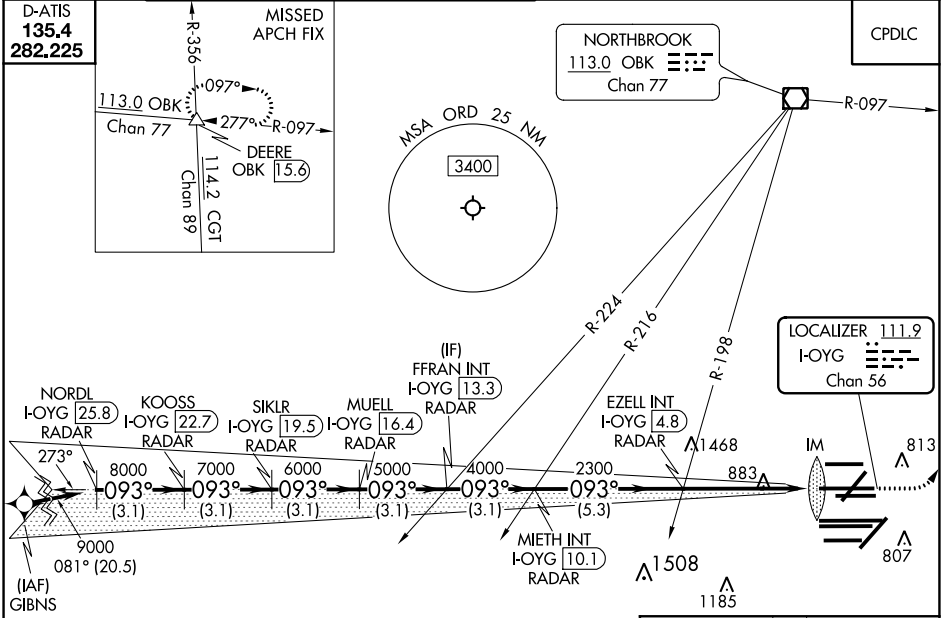 D-ATIS
135.4
282.225
MISSED
APCH FIX
R-356
097°
113.0 OBK
Chan 77
277°
R-097
DEERE
OBK 15.6
114.2 CGT
Chan 89
MSA ORD 25 NM
3400
NORTHBROOK
113.0 OBK
Chan 77
CPDLC
R-097
R-224
R-216
R-198
LOCALIZER 111.9
I-OYG
Chan 56
(IF)
FFRAN INT
I-OYG 13.3
RADAR
NORDL
I-OYG 25.8
RADAR
KOOSS
I-OYG 22.7
RADAR
SIKLR
I-OYG 19.5
RADAR
MUELL
I-OYG 16.4
RADAR
EZELL INT
I-OYG 4.8
RADAR
1468
883
IM
813
273°
8000
7000
6000
5000
4000
2300
093°
093°
093°
093°
093°
093°
(3.1)
(3.1)
(3.1)
(3.1)
(3.1)
(5.3)
9000
081° (20.5)
(IAF)
GIBNS
MIETH INT
I-OYG 10.1
RADAR
1508
1185
807